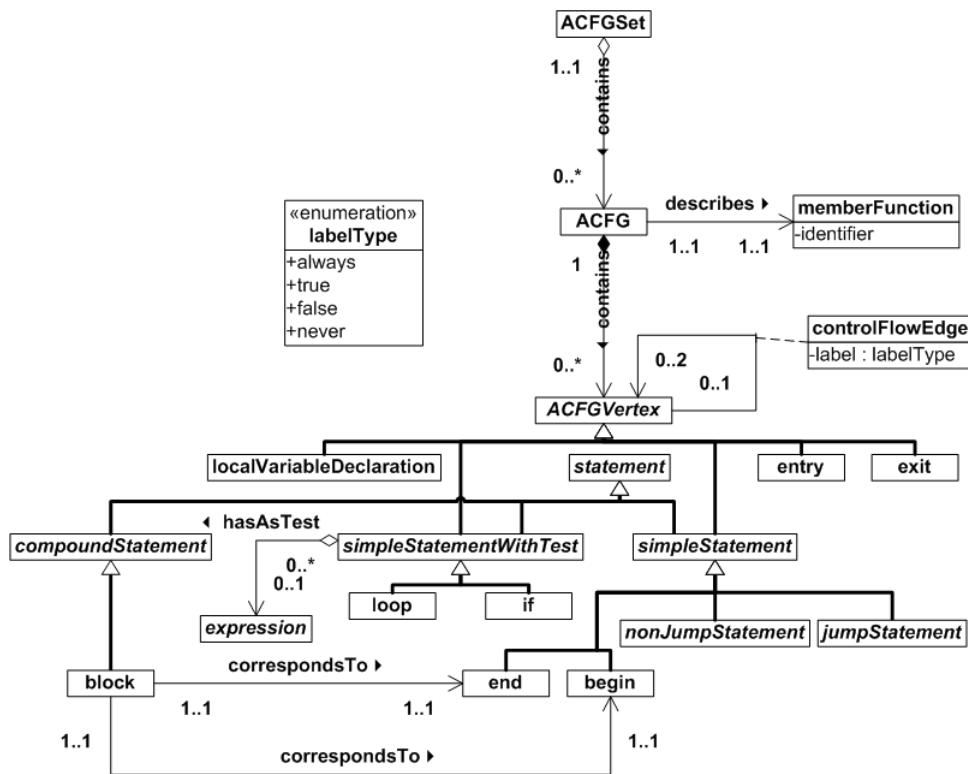 ACFGSet
1..1
contains
0..*
«enumeration»
labelType
+always
+true
+false
+never
ACFG
describes
1..1
1..1
memberFunction
-identifier
1
contains
0..*
controlFlowEdge
-label : labelType
0..2
0..1
ACFGVertex
localVariableDeclaration
statement
entry
exit
hasAsTest
compoundStatement
simpleStatementWithTest
simpleStatement
0..*
0..1
loop
if
expression
nonJumpStatement
jumpStatement
correspondsTo
block
end
begin
1..1
1..1
1..1
1..1
correspondsTo